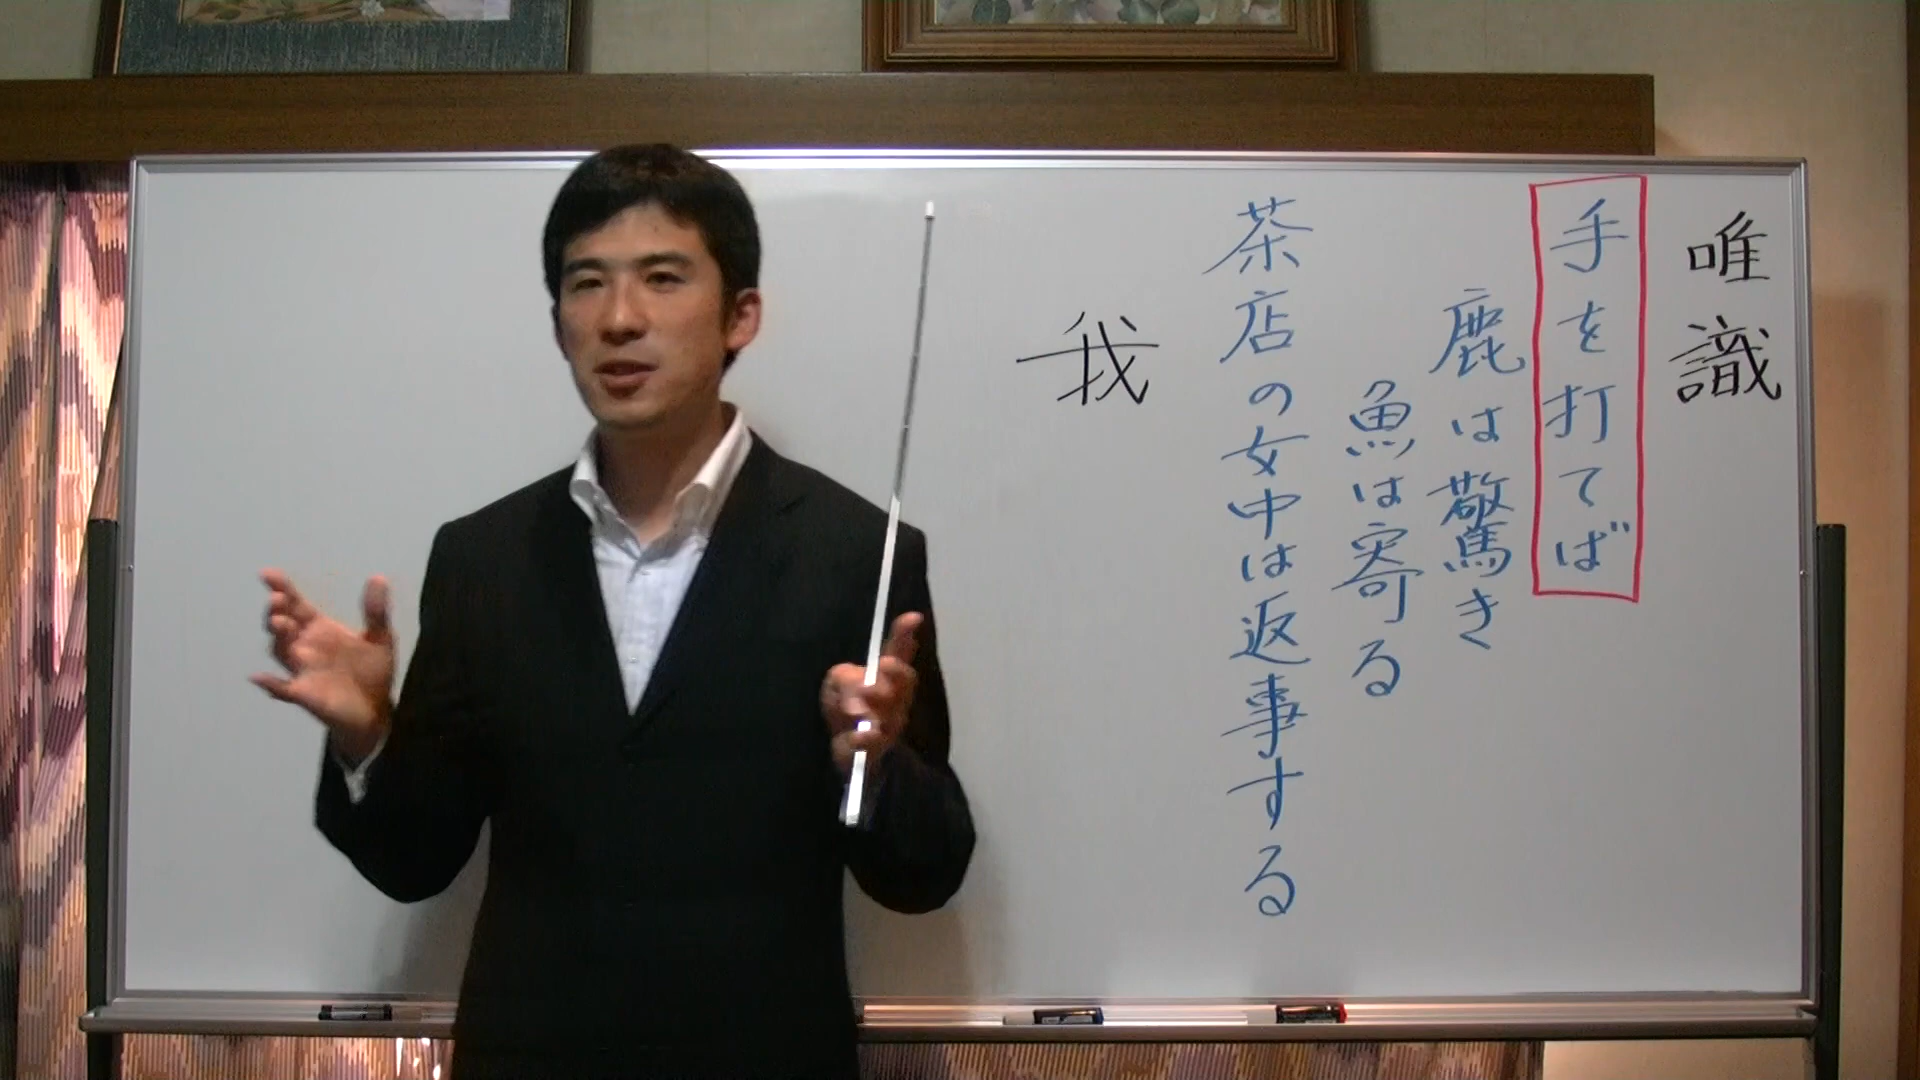 唯識
手を打てば
鹿は驚き
魚は寄る
茶店の女中は返事する
我